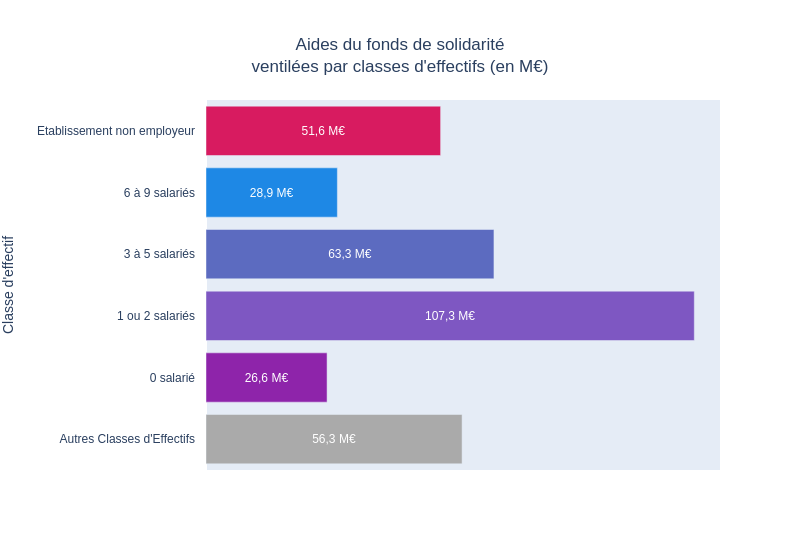 Aides du fonds de solidarité
ventilées par classes d'effectifs (en M€)
Classe d'effectif
Etablissement non employeur
51,6 M€
6 à 9 salariés
28,9 M€
3 à 5 salariés
63,3 M€
1 ou 2 salariés
107,3 M€
0 salarié
26,6 M€
Autres Classes d'Effectifs
56,3 M€